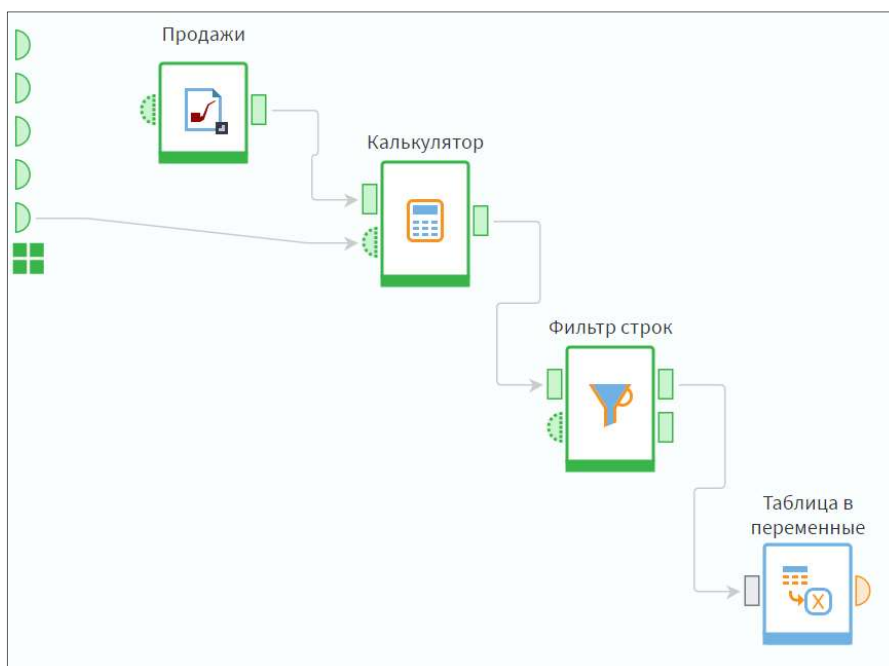 Продажи
Калькулятор
Фильтр строк
Таблица в
переменные